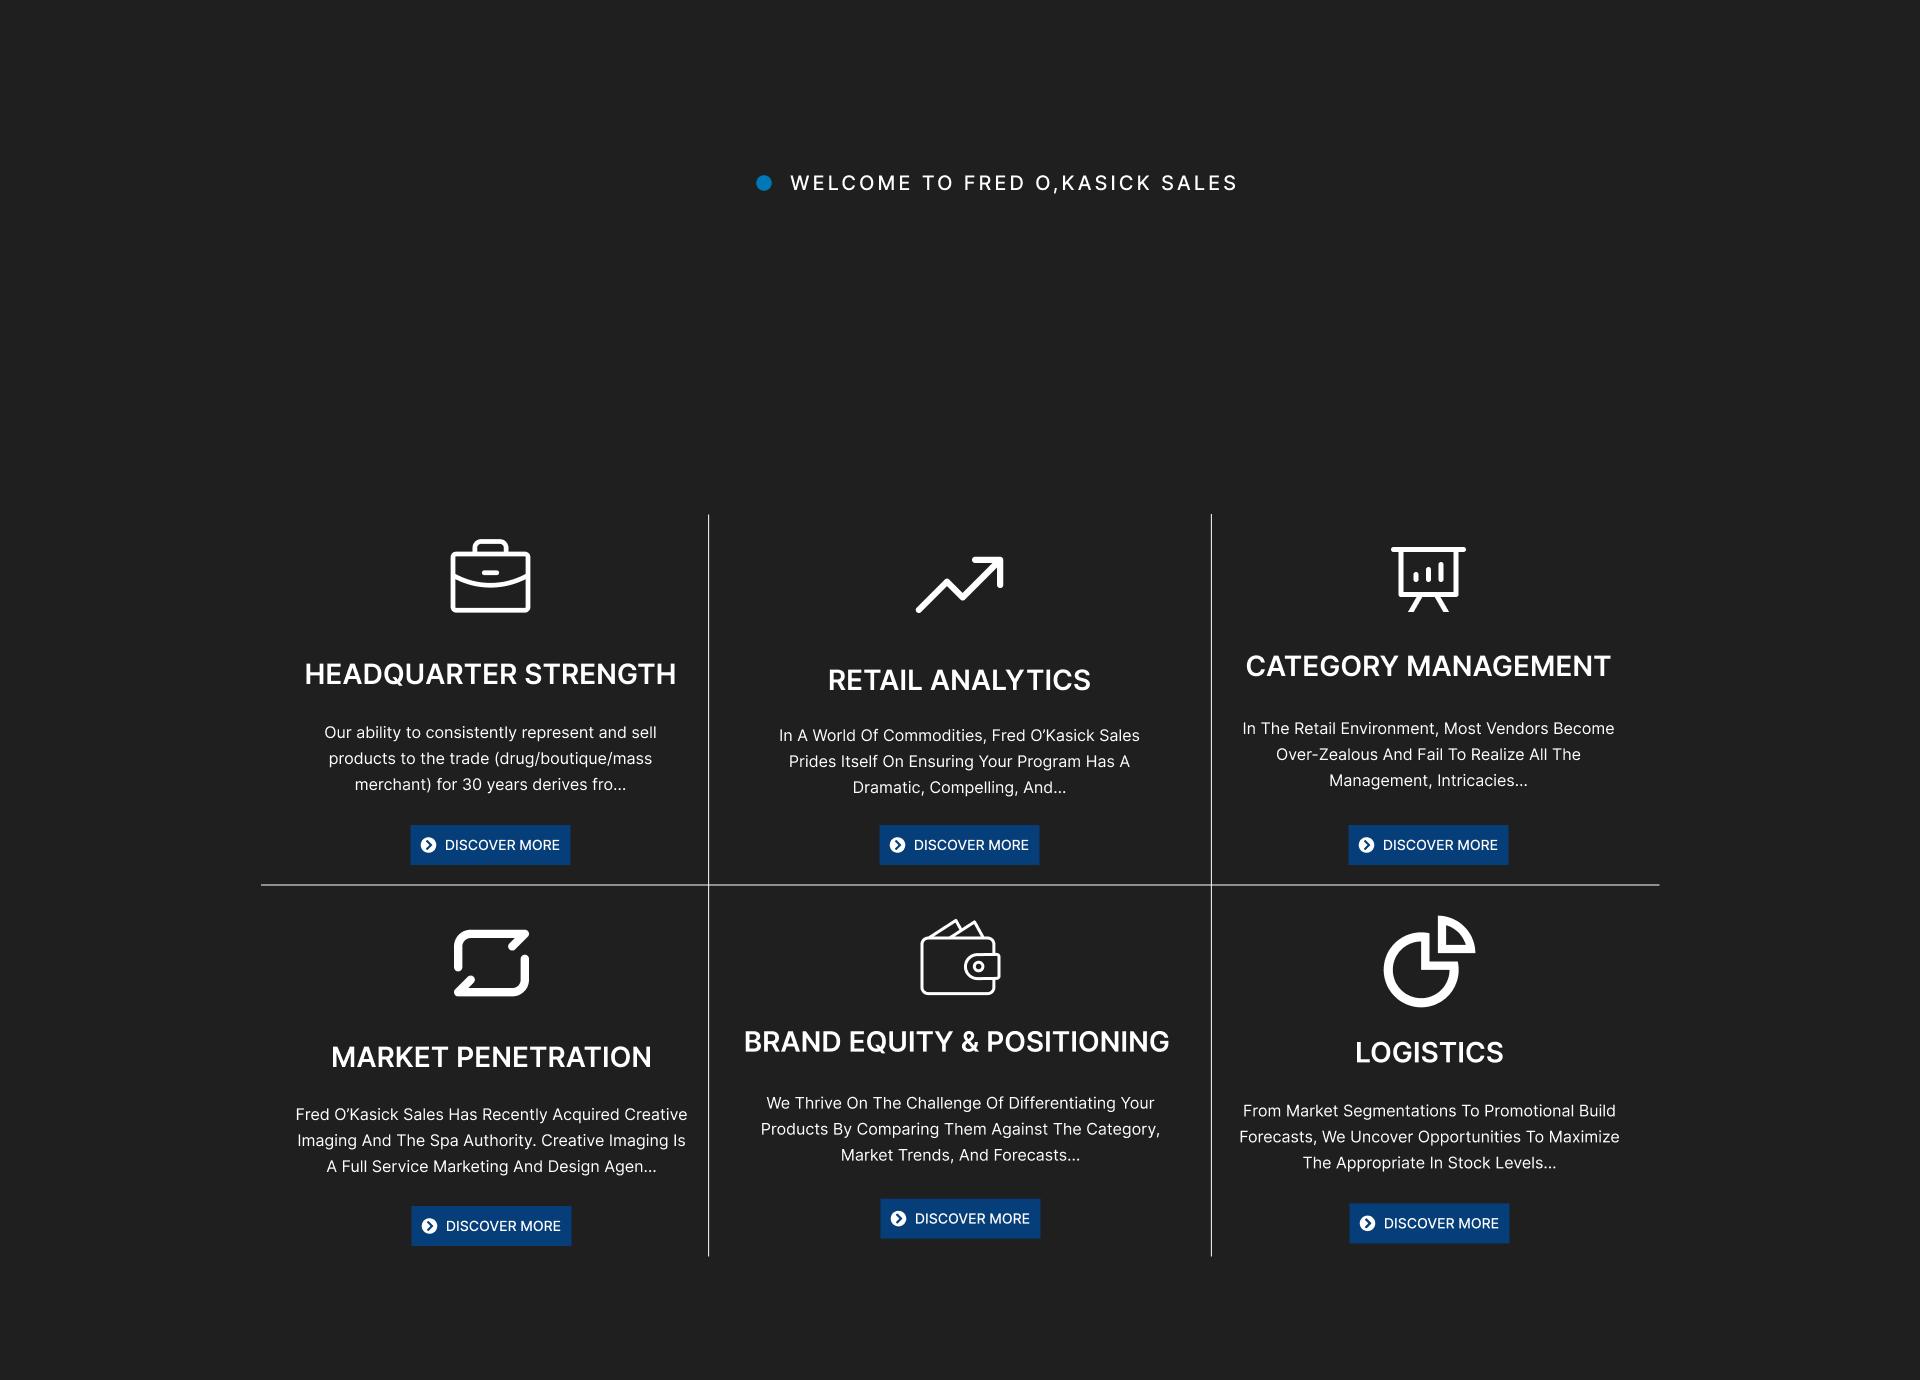 WELCOME TO FRED O,KASICK SALES
HEADQUARTER STRENGTH
Our ability to consistently represent and sell
products to the trade (drug/boutique/mass
merchant) for 30 years derives fro...
DISCOVER MORE
RETAIL ANALYTICS
In A World Of Commodities, Fred O’Kasick Sales
Prides Itself On Ensuring Your Program Has A
Dramatic, Compelling, And...
DISCOVER MORE
CATEGORY MANAGEMENT
In The Retail Environment, Most Vendors Become
Over-Zealous And Fail To Realize All The
Management, Intricacies...
DISCOVER MORE
MARKET PENETRATION
Fred O’Kasick Sales Has Recently Acquired Creative
Imaging And The Spa Authority. Creative Imaging Is
A Full Service Marketing And Design Agen...
DISCOVER MORE
BRAND EQUITY & POSITIONING
We Thrive On The Challenge Of Differentiating Your
Products By Comparing Them Against The Category,
Market Trends, And Forecasts...
DISCOVER MORE
LOGISTICS
From Market Segmentations To Promotional Build
Forecasts, We Uncover Opportunities To Maximize
The Appropriate In Stock Levels...
DISCOVER MORE